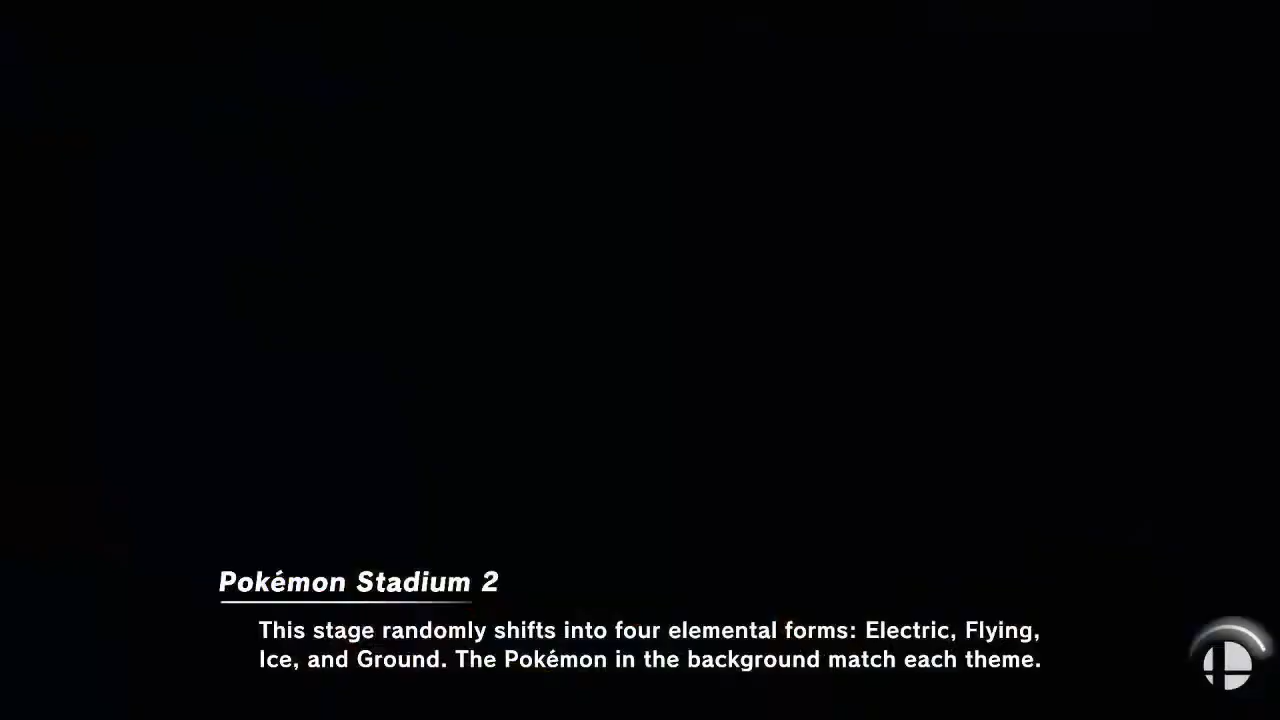 Pokémon Stadium 2
This stage randomly shifts into four elemental forms: Electric, Flying,
Ice, and Ground. The Pokémon in the background match each theme.